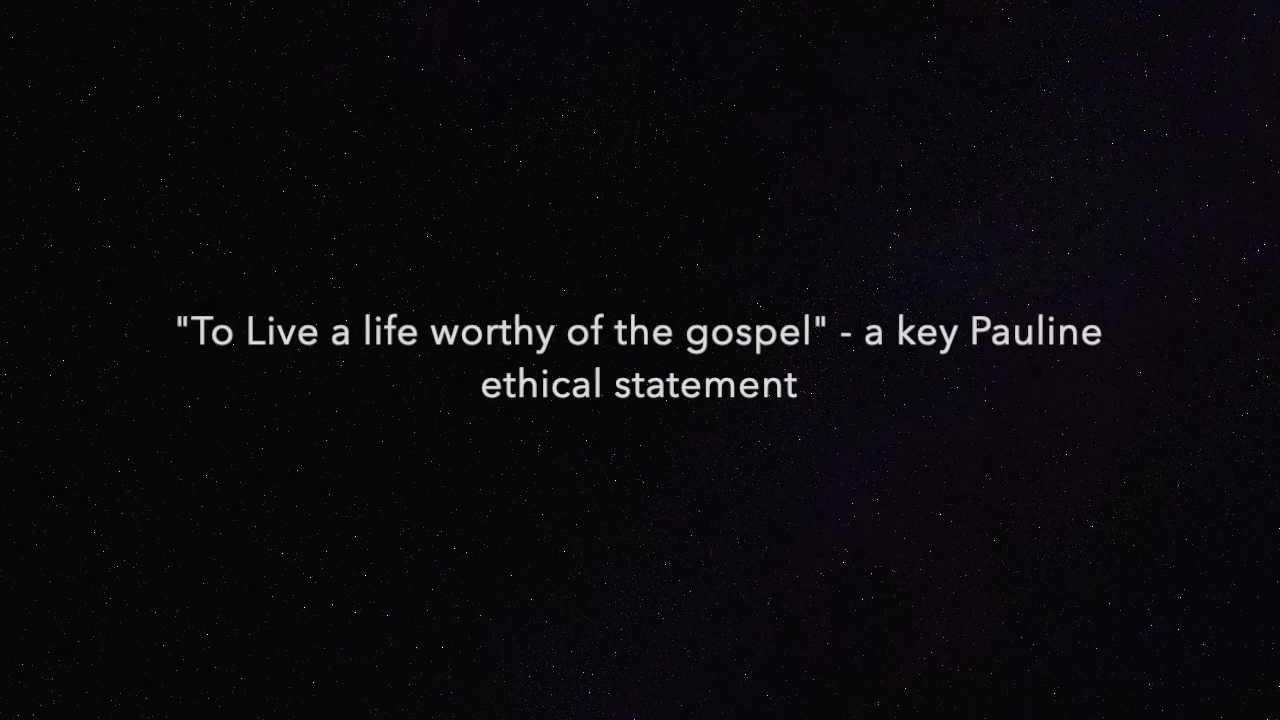 "To Live a life worthy of the gospel" - a key Pauline
ethical statement